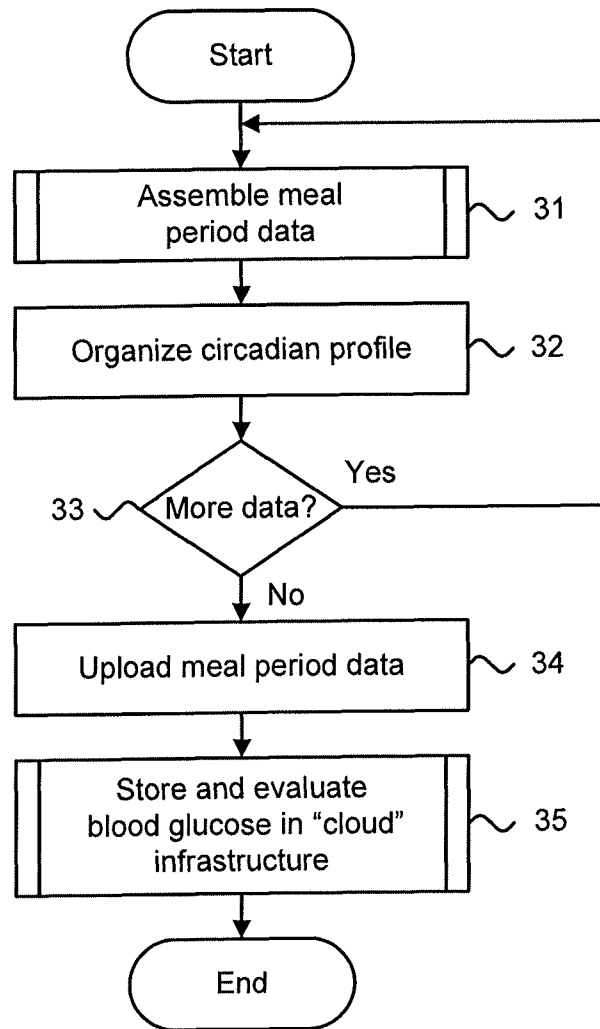 Start
Assemble meal
period data
31
Organize circadian profile
32
Yes
33
More data?
No
Upload meal period data
34
Store and evaluate
blood glucose in “cloud”
infrastructure
35
End